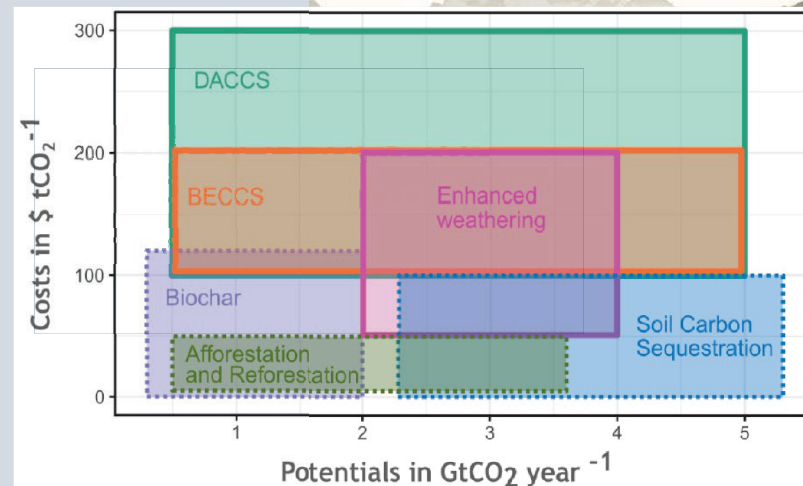 300
200
100
0
Costs in $ tCO₂⁻¹
DACCS
BECCS
Enhanced
weathering
Biochar
Soil Carbon
Sequestration
Afforestation
and Reforestation
1
2
3
4
5
Potentials in GtCO₂ year ⁻¹